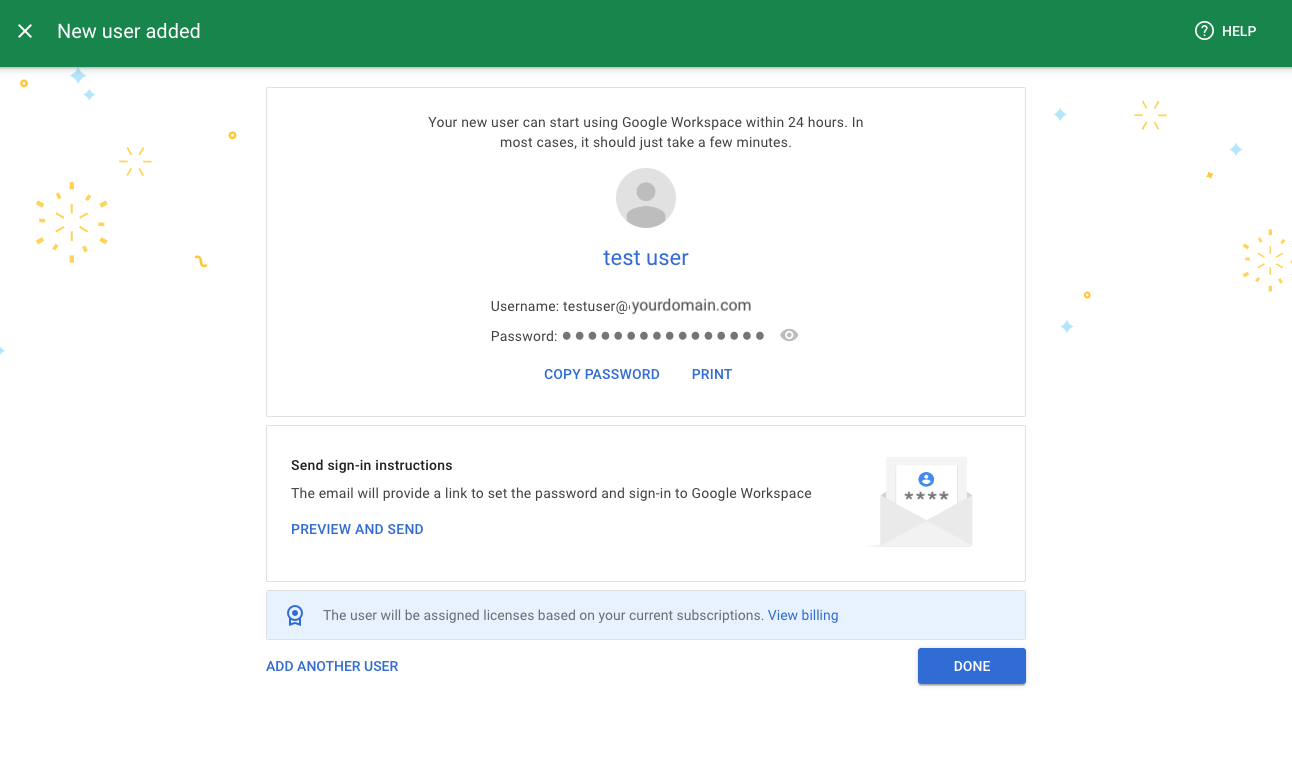 New user added
HELP
Your new user can start using Google Workspace within 24 hours. In
most cases, it should just take a few minutes.
test user
Username: testuser@yourdomain.com
Password: ●●●●●●●●●●●●●●●●
COPY PASSWORD PRINT
Send sign-in instructions
The email will provide a link to set the password and sign-in to Google Workspace
****
PREVIEW AND SEND
The user will be assigned licenses based on your current subscriptions. View billing
ADD ANOTHER USER
DONE